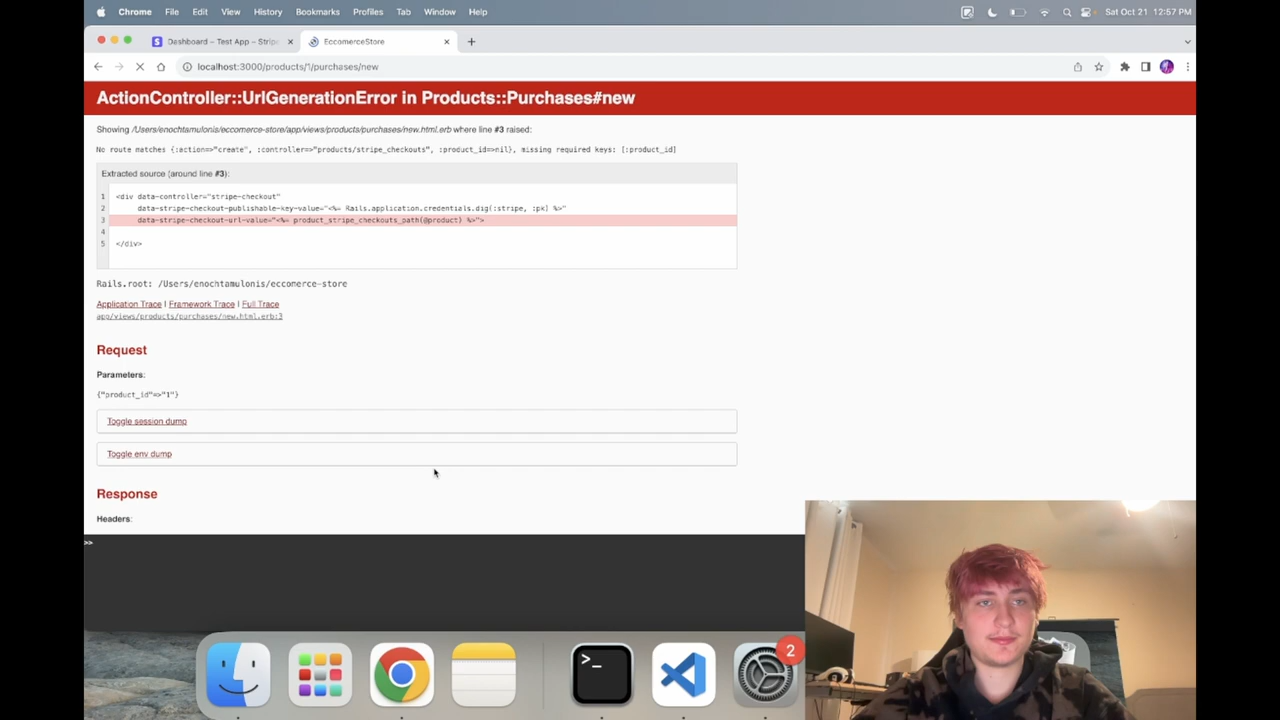 Chrome File Edit View History Bookmarks Profiles Tab Window Help Sat Oct 21 12:57 PM
Dashboard – Test App – Strip EccomerceStore
localhost:3000/products/1/purchases/new
ActionController::UrlGenerationError in Products::Purchases#new
Showing /Users/enochtamulonis/eccomerce-store/app/views/products/purchases/new.html.erb where line #3 raised:
No route matches {:action=>"create", :controller=>"products/stripe_checkouts", :product_id=>nil}, missing required keys: [:product_id]
Extracted source (around line #3):
1 <div data-controller="stripe-checkout"
2 data-stripe-checkout-publishable-key-value="<%= Rails.application.credentials.dig(:stripe, :pk) %>"
3 data-stripe-checkout-url-value="<%= product_stripe_checkouts_path(@product) %>">
4
5 </div>
Rails.root: /Users/enochtamulonis/eccomerce-store
Application Trace | Framework Trace | Full Trace
app/views/products/purchases/new.html.erb:3
Request
Parameters:
{"product_id"=>"1"}
Toggle session dump
Toggle env dump
Response
Headers:
>>
>_
2